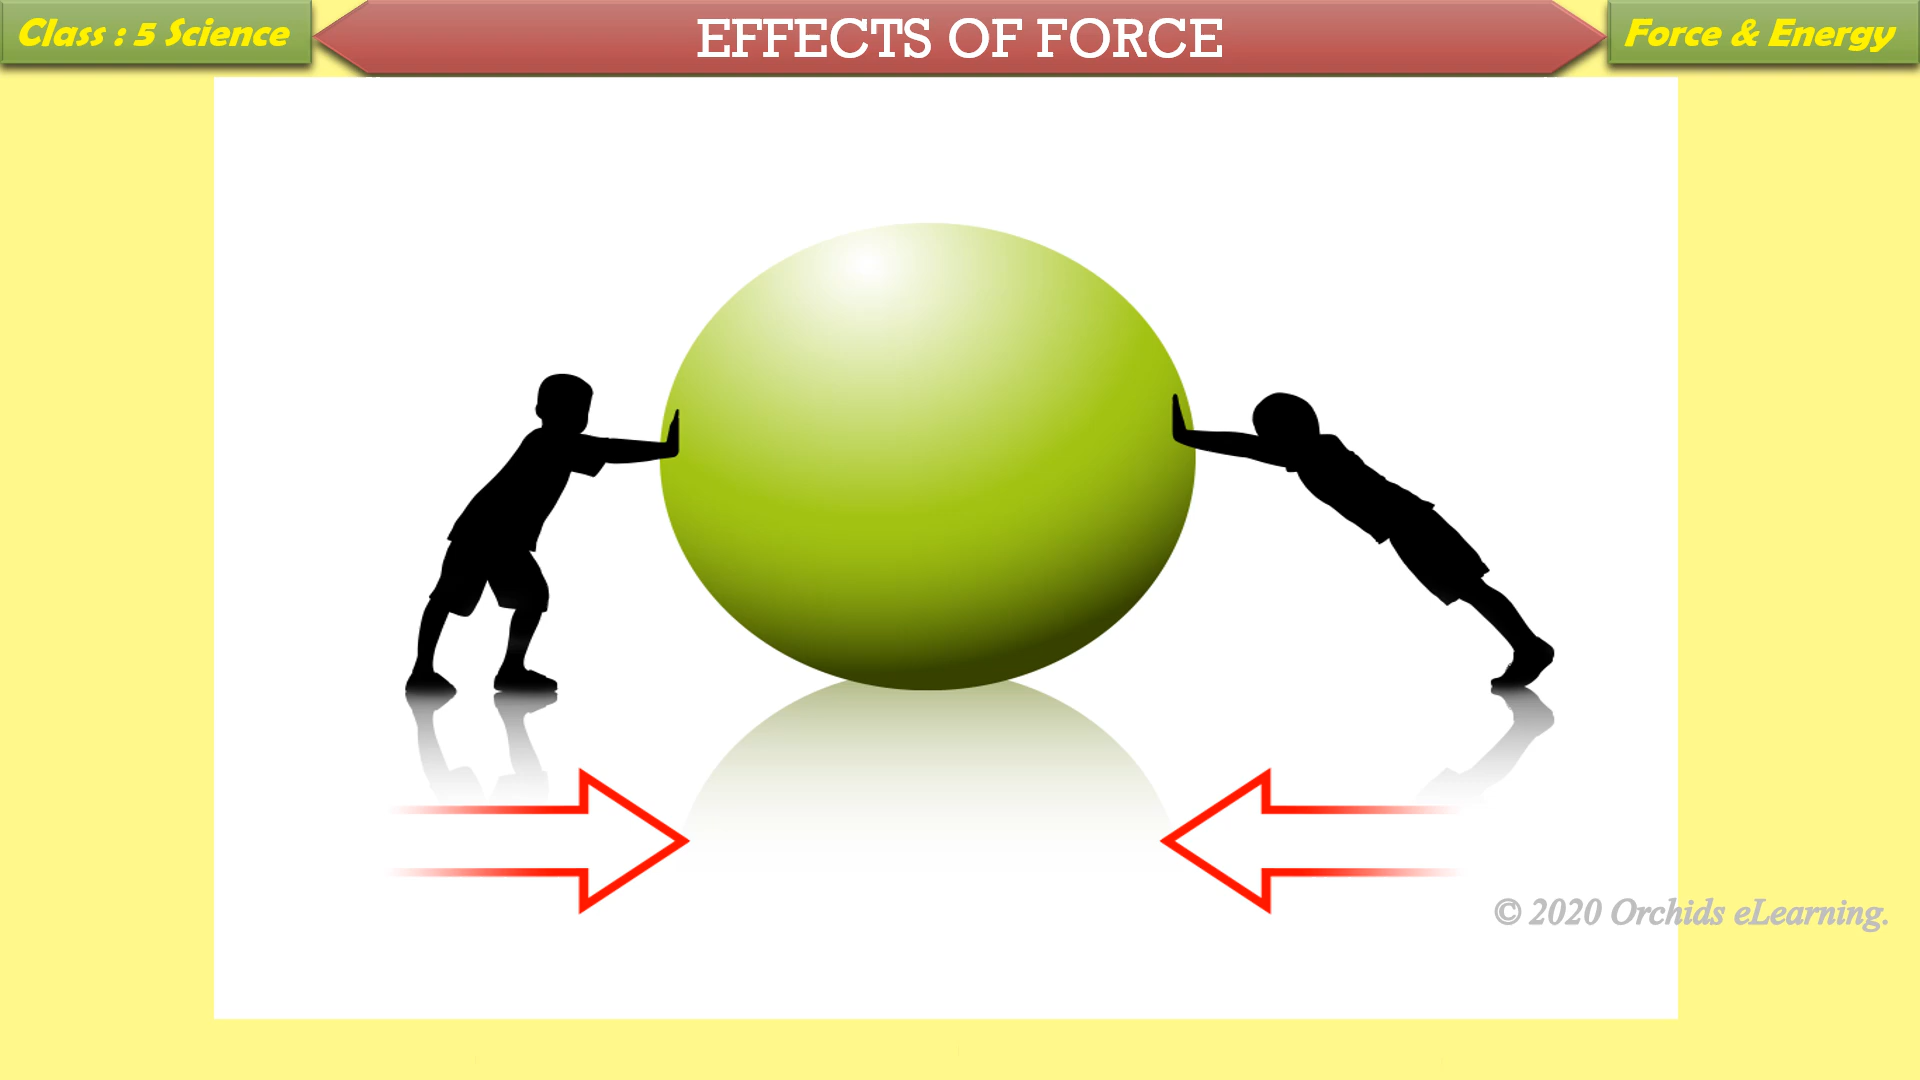 Class : 5 Science
EFFECTS OF FORCE
Force & Energy
© 2020 Orchids eLearning.